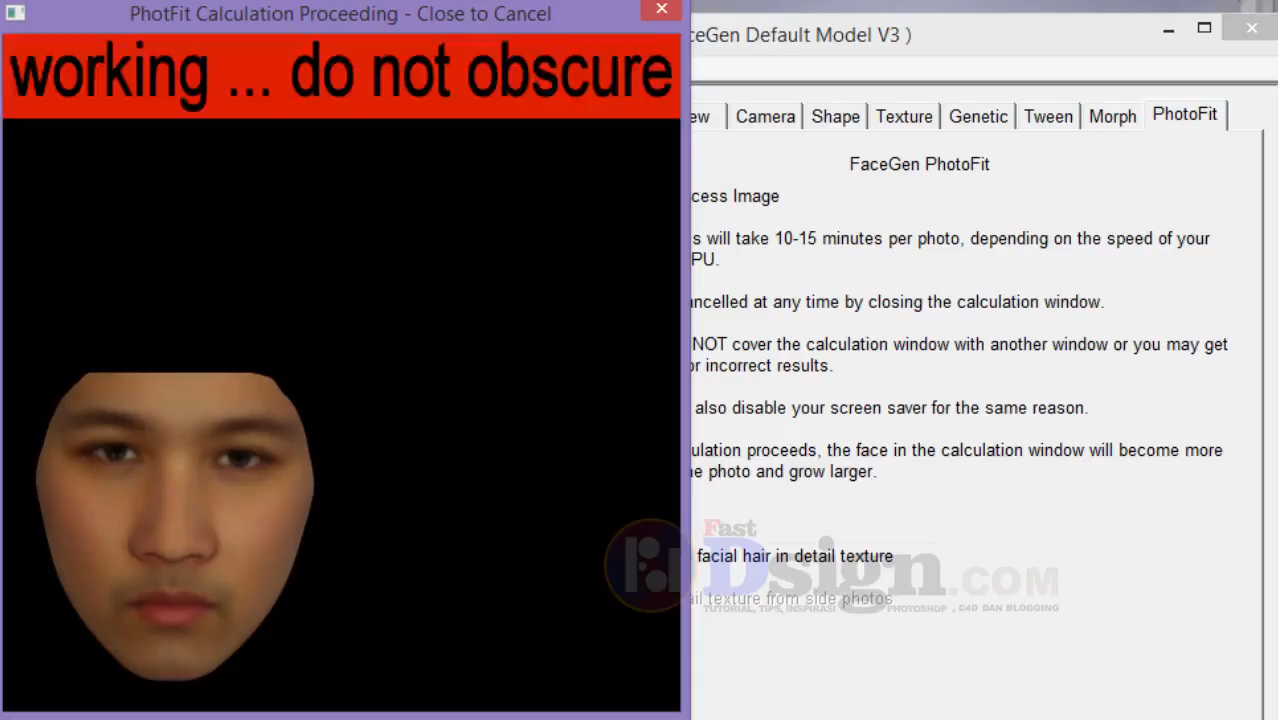 PhotFit Calculation Proceeding - Close to Cancel
working ... do not obscure
ceGen Default Model V3 )
ew Camera Shape Texture Genetic Tween Morph PhotoFit
FaceGen PhotoFit
cess Image
s will take 10-15 minutes per photo, depending on the speed of your
PU.
ncelled at any time by closing the calculation window.
NOT cover the calculation window with another window or you may get
or incorrect results.
also disable your screen saver for the same reason.
ulation proceeds, the face in the calculation window will become more
e photo and grow larger.
Fast
facial hair in detail texture
Dsign.COM
ail texture from side photos
TUTORIAL, TIPS, INSPIRASI PHOTOSHOP , C4D DAN BLOGGING